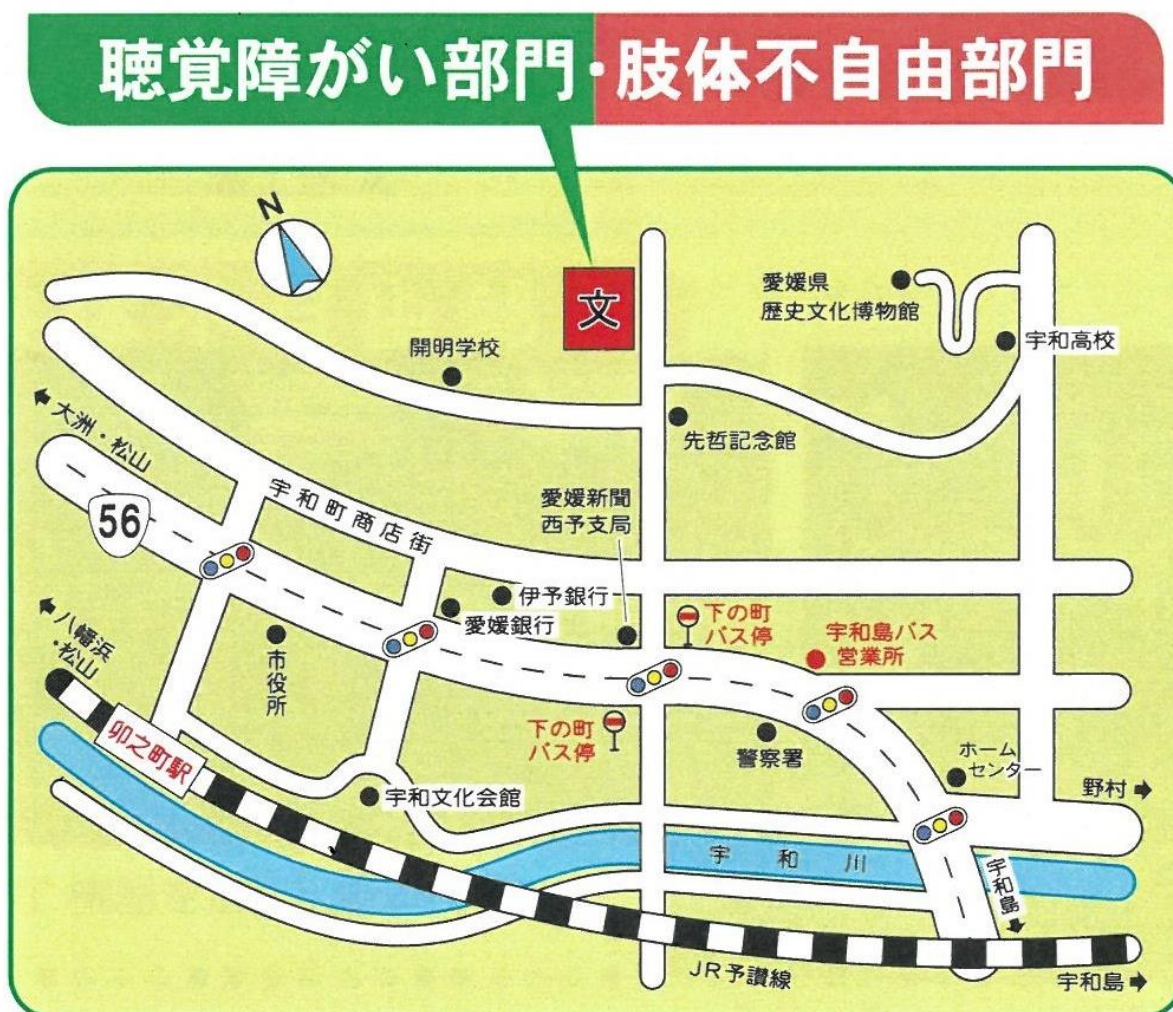 聴覚障がい部門・肢体不自由部門
N
文
愛媛県
歴史文化博物館
宇和高校
開明学校
先哲記念館
大洲・松山
56
宇和町商店街
愛媛新聞
西予支局
伊予銀行
愛媛銀行
下の町
バス停
宇和島バス
営業所
八幡浜
・松山
市役所
卯之町駅
下の町
バス停
警察署
ホーム
センター
野村
宇和文化会館
宇和川
宇和島
JR予讃線
宇和島